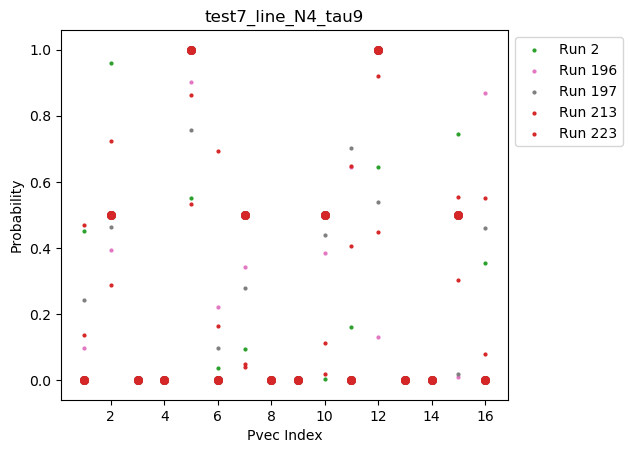 test7_line_N4_tau9
Run 2
Run 196
Run 197
Run 213
Run 223
1.0
0.8
0.6
0.4
0.2
0.0
Probability
2 4 6 8 10 12 14 16
Pvec Index